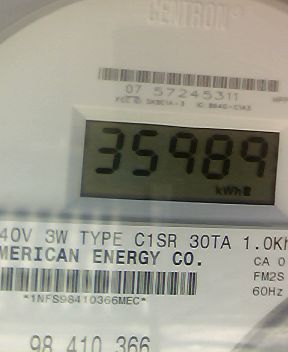 CENTRON®
07 57245311
35989
kWh
40V 3W TYPE C1SR 30TA 1.0Kh
MERICAN ENERGY CO.
CA 0
FM2S
60Hz
*1NFS98410366MEC*
98 410 366